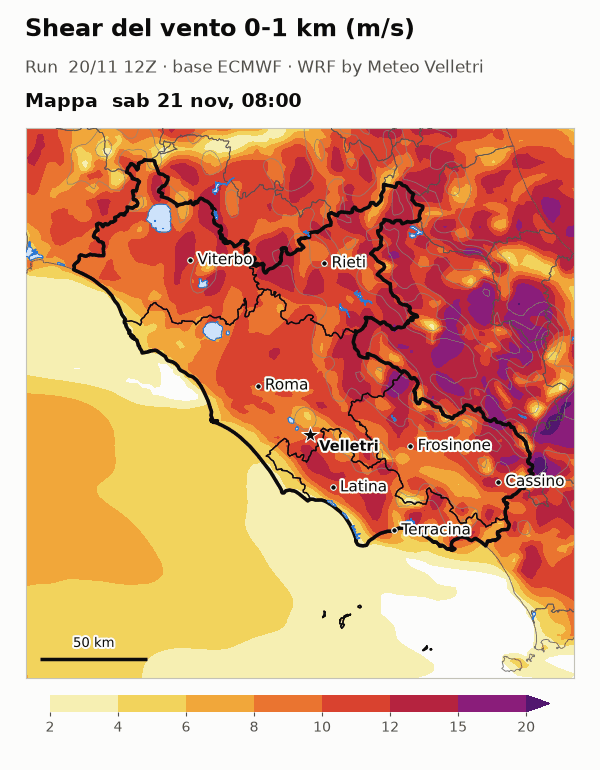 Shear del vento 0-1 km (m/s)
Run  20/11 12Z · base ECMWF · WRF by Meteo Velletri
Mappa  sab 21 nov, 08:00
Viterbo
Rieti
Roma
Velletri
Frosinone
Latina
Cassino
Terracina
50 km
2 4 6 8 10 12 15 20